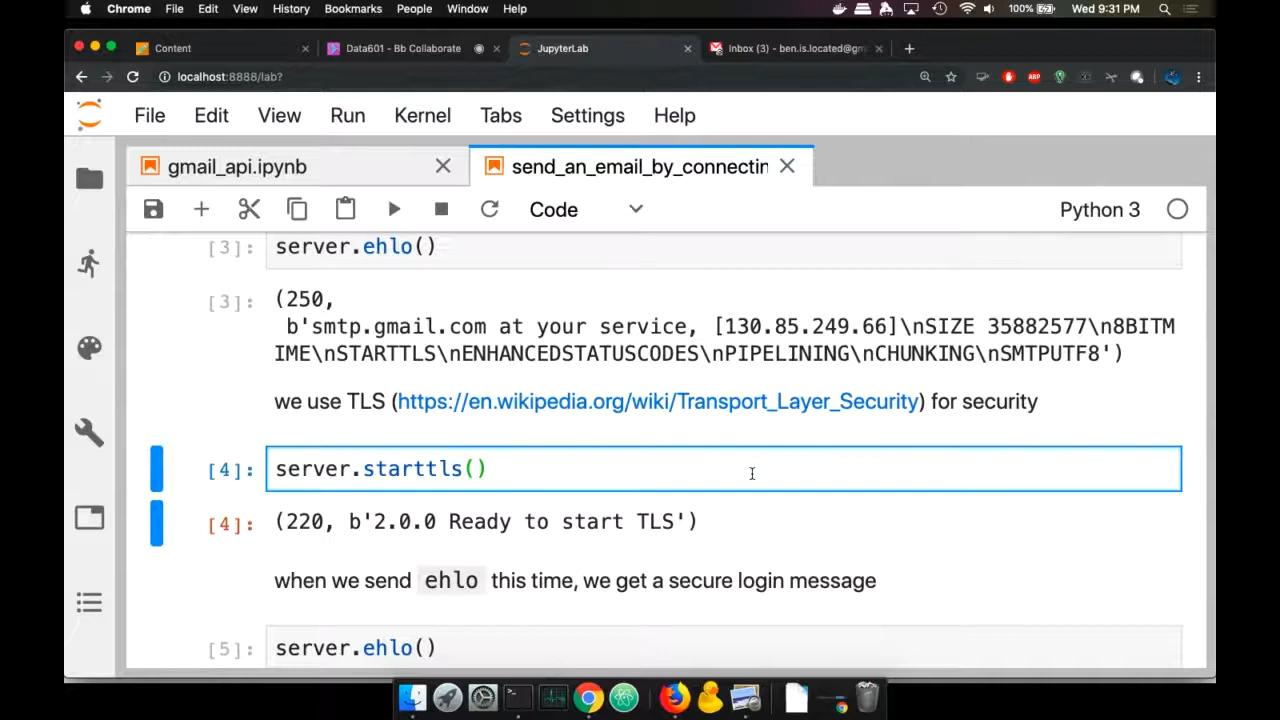 Chrome File Edit View History Bookmarks People Window Help 100% Wed 9:31 PM
Content Data601 - Bb Collaborate JupyterLab Inbox (3) - ben.is.located@gm
localhost:8888/lab?
ABP
File Edit View Run Kernel Tabs Settings Help
gmail_api.ipynb send_an_email_by_connectin
Code Python 3
[3]: server.ehlo()
[3]: (250,
b'smtp.gmail.com at your service, [130.85.249.66]\nSIZE 35882577\n8BITM
IME\nSTARTTLS\nENHANCEDSTATUSCODES\nPIPELINING\nCHUNKING\nSMTPUTF8')
we use TLS (https://en.wikipedia.org/wiki/Transport_Layer_Security) for security
[4]: server.starttls()
[4]: (220, b'2.0.0 Ready to start TLS')
when we send ehlo this time, we get a secure login message
[5]: server.ehlo()